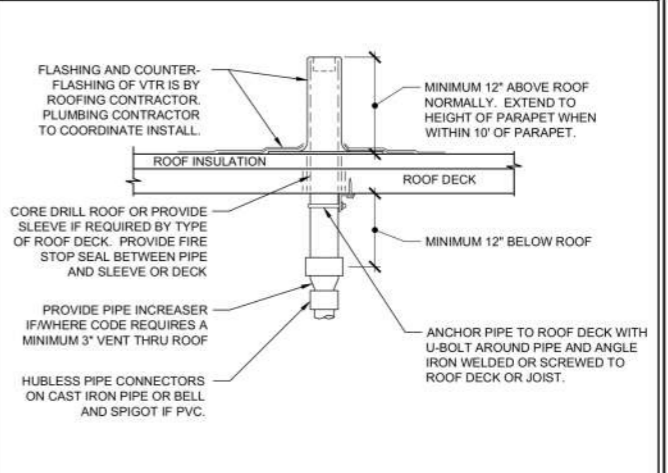 FLASHING AND COUNTER-
FLASHING OF VTR IS BY
ROOFING CONTRACTOR.
PLUMBING CONTRACTOR
TO COORDINATE INSTALL.
MINIMUM 12" ABOVE ROOF
NORMALLY. EXTEND TO
HEIGHT OF PARAPET WHEN
WITHIN 10' OF PARAPET.
ROOF INSULATION
ROOF DECK
CORE DRILL ROOF OR PROVIDE
SLEEVE IF REQUIRED BY TYPE
OF ROOF DECK. PROVIDE FIRE
STOP SEAL BETWEEN PIPE
AND SLEEVE OR DECK
MINIMUM 12" BELOW ROOF
PROVIDE PIPE INCREASER
IF/WHERE CODE REQUIRES A
MINIMUM 3" VENT THRU ROOF
ANCHOR PIPE TO ROOF DECK WITH
U-BOLT AROUND PIPE AND ANGLE
IRON WELDED OR SCREWED TO
ROOF DECK OR JOIST.
HUBLESS PIPE CONNECTORS
ON CAST IRON PIPE OR BELL
AND SPIGOT IF PVC.